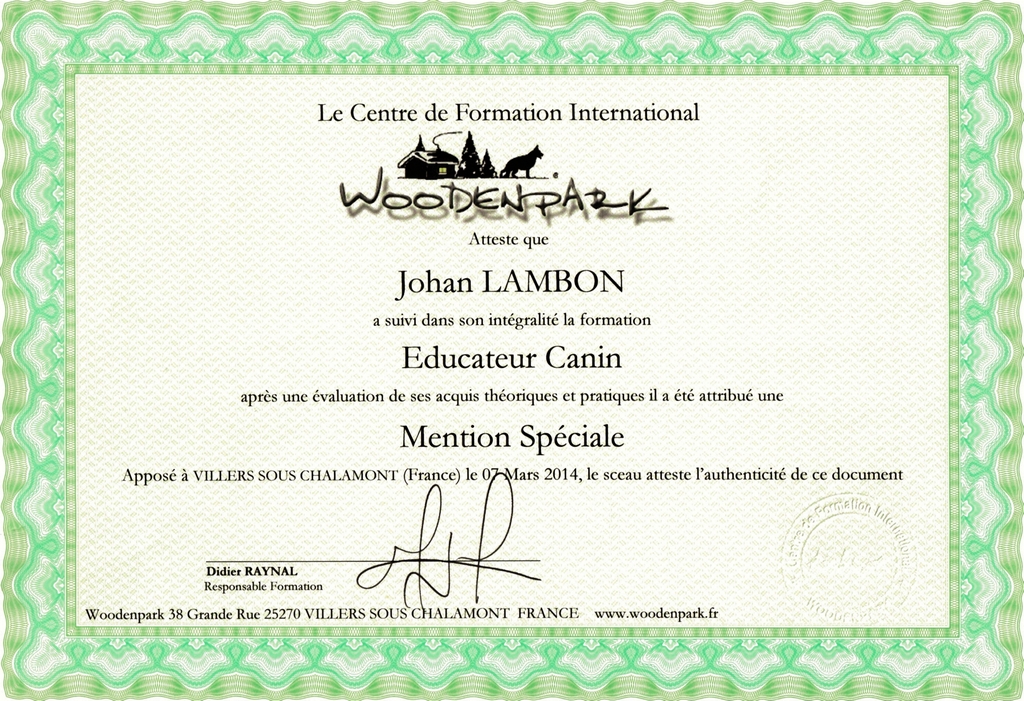 Le Centre de Formation International
WOODENPARK
Atteste que
Johan LAMBON
a suivi dans son intégralité la formation
Educateur Canin
après une évaluation de ses acquis théoriques et pratiques il a été attribué une
Mention Spéciale
Apposé à VILLERS SOUS CHALAMONT (France) le 07 Mars 2014, le sceau atteste l'authenticité de ce document
Centre de Formation International
Didier RAYNAL
Responsable Formation
Woodenpark 38 Grande Rue 25270 VILLERS SOUS CHALAMONT FRANCE www.woodenpark.fr